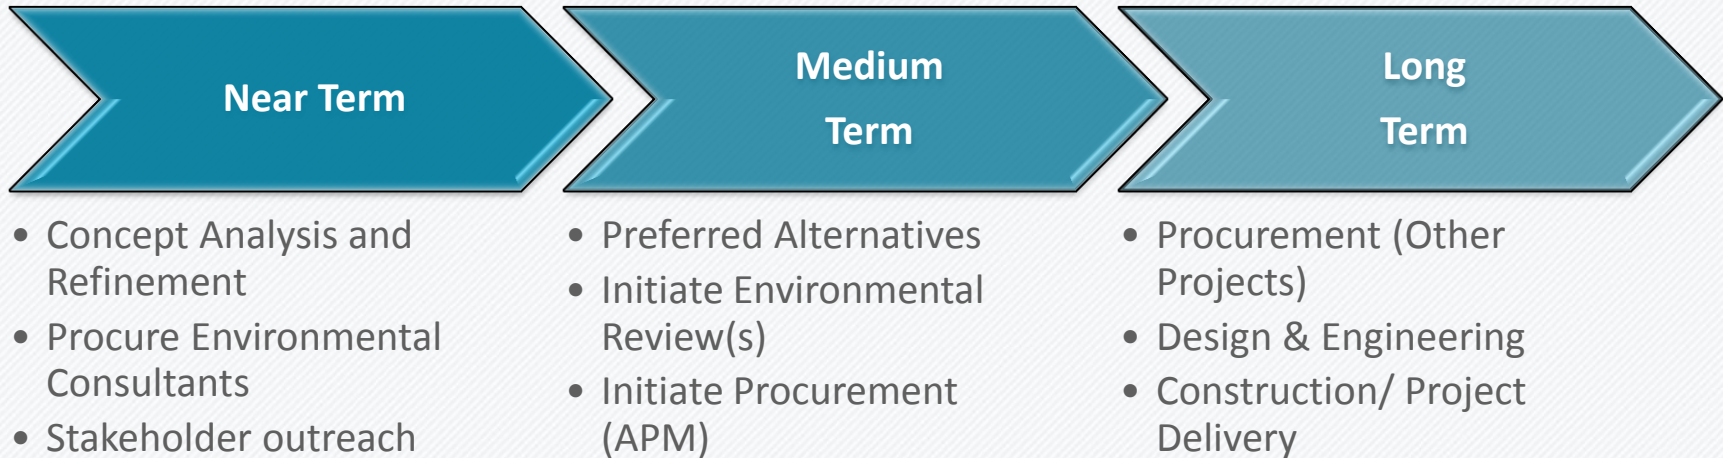 Near Term
• Concept Analysis and
Refinement
• Procure Environmental
Consultants
• Stakeholder outreach
Medium
Term
• Preferred Alternatives
• Initiate Environmental
Review(s)
• Initiate Procurement
(APM)
Long
Term
• Procurement (Other
Projects)
• Design & Engineering
• Construction/ Project
Delivery